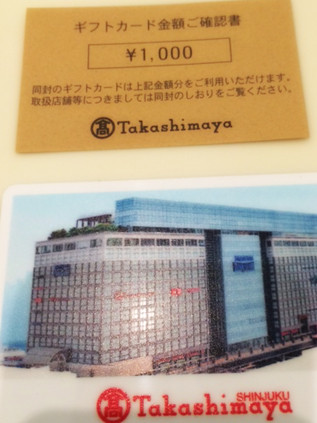 ギフトカード金額ご確認書
¥1,000
同封のギフトカードは上記金額分をご利用いただけます。
取扱店舗等につきましては同封のしおりをご覧ください。
髙 Takashimaya
SHINJUKU
髙 Takashimaya